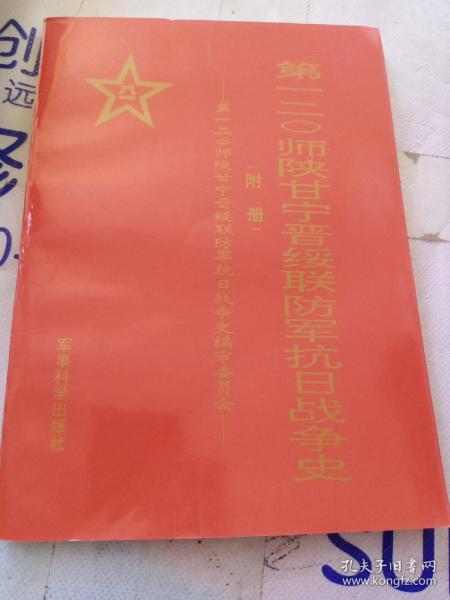 第一二〇师陕甘宁晋绥联防军抗日战争史
（附册）
——第一二〇师陕甘宁晋绥联防军抗日战争史编审委员会——
军事科学出版社
八一
创
远
孔夫子旧书网
www.kongfz.com